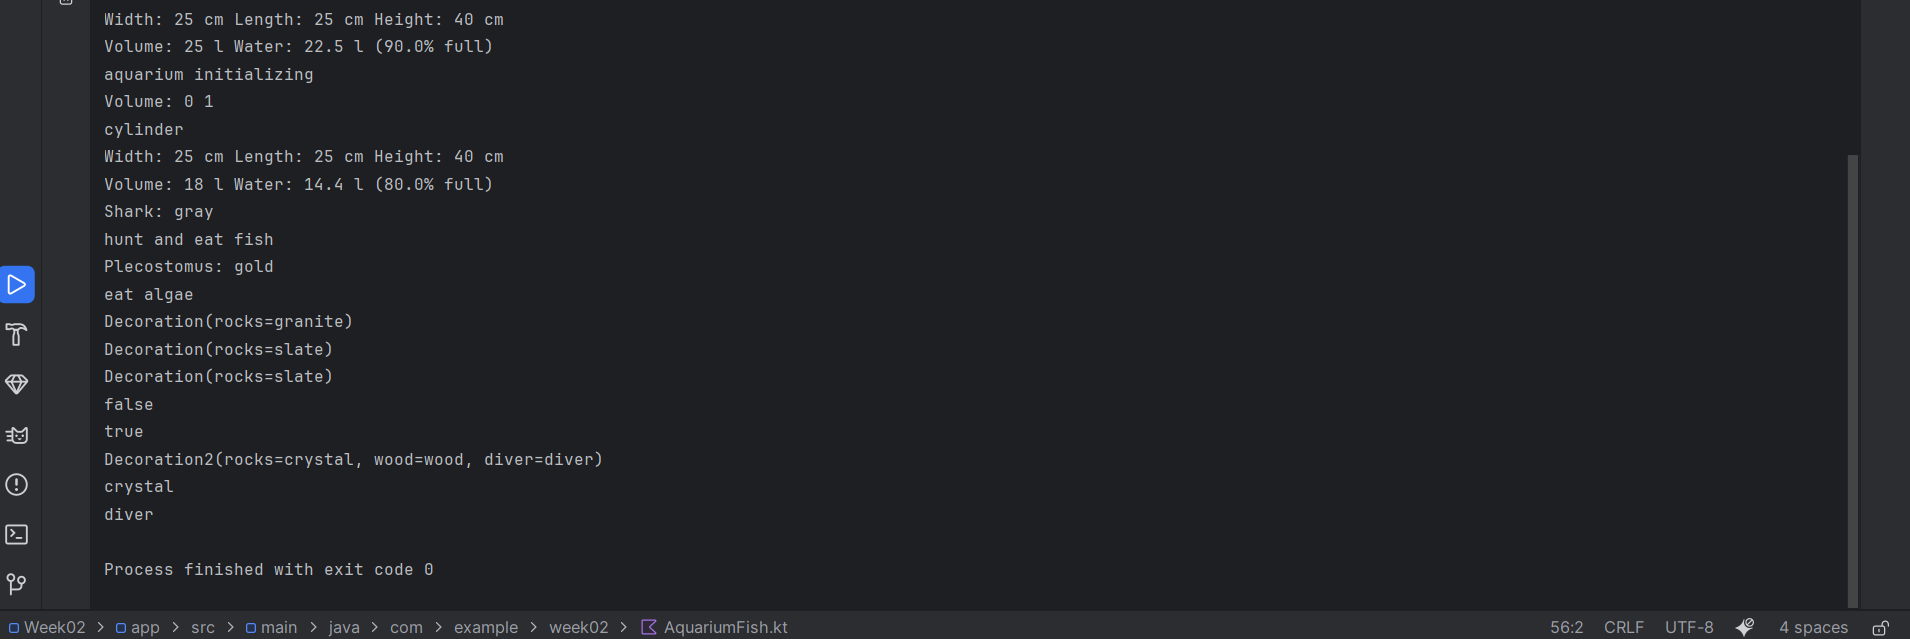 Width: 25 cm Length: 25 cm Height: 40 cm
Volume: 25 l Water: 22.5 l (90.0% full)
aquarium initializing
Volume: 0 1
cylinder
Width: 25 cm Length: 25 cm Height: 40 cm
Volume: 18 l Water: 14.4 l (80.0% full)
Shark: gray
hunt and eat fish
Plecostomus: gold
eat algae
Decoration(rocks=granite)
Decoration(rocks=slate)
Decoration(rocks=slate)
false
true
Decoration2(rocks=crystal, wood=wood, diver=diver)
crystal
diver
Process finished with exit code 0
Week02 > app > src > main > java > com > example > week02 > AquariumFish.kt 56:2 CRLF UTF-8 4 spaces